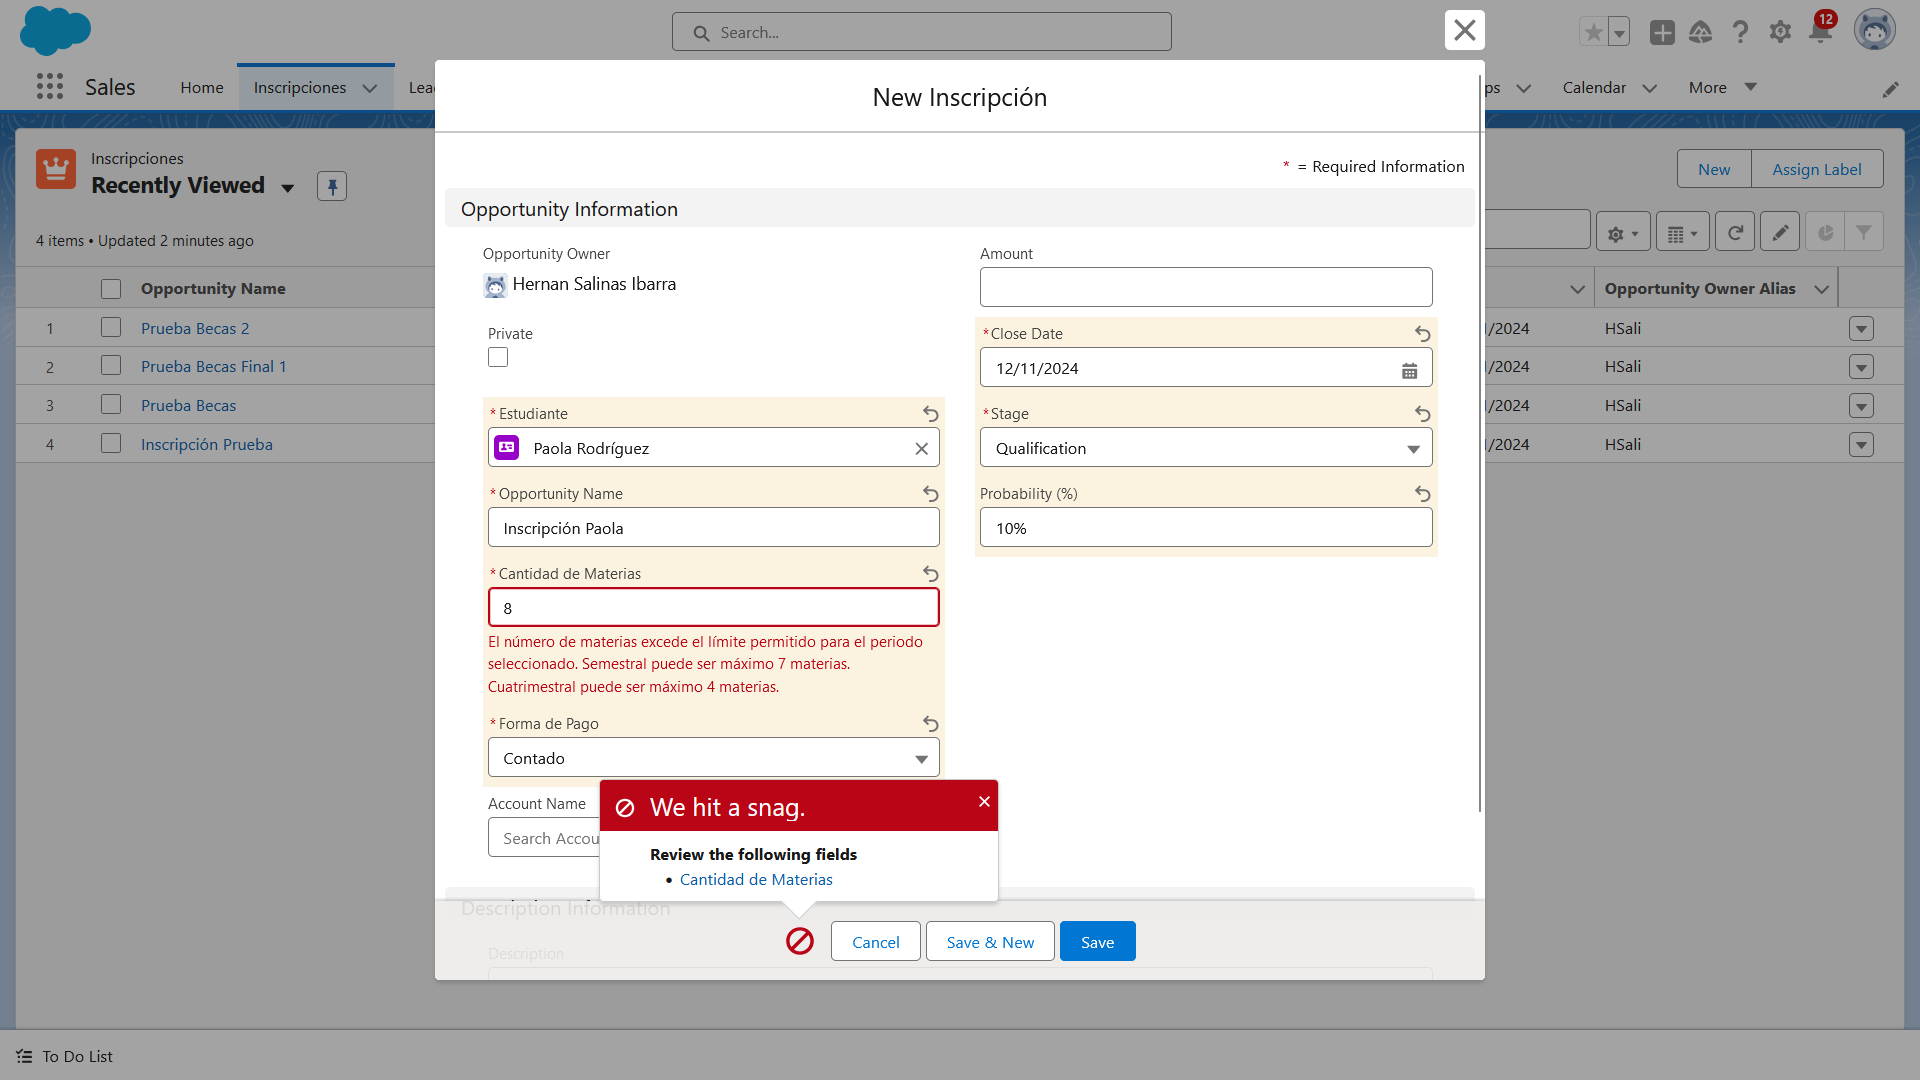 Search...
12
Sales
Home
Inscripciones
Lea
ps
Calendar
More
Inscripciones
Recently Viewed
New
Assign Label
4 items • Updated 2 minutes ago
Opportunity Name
Opportunity Owner Alias
1
Prueba Becas 2
/2024
HSali
2
Prueba Becas Final 1
/2024
HSali
3
Prueba Becas
/2024
HSali
4
Inscripción Prueba
/2024
HSali
New Inscripción
* = Required Information
Opportunity Information
Opportunity Owner
Hernan Salinas Ibarra
Amount
Private
*Close Date
12/11/2024
*Estudiante
Paola Rodríguez
*Stage
Qualification
*Opportunity Name
Inscripción Paola
Probability (%)
10%
*Cantidad de Materias
8
El número de materias excede el límite permitido para el periodo
seleccionado. Semestral puede ser máximo 7 materias.
Cuatrimestral puede ser máximo 4 materias.
*Forma de Pago
Contado
Account Name
Search Accou
We hit a snag.
Review the following fields
• Cantidad de Materias
Description Information
Description
Cancel
Save & New
Save
To Do List